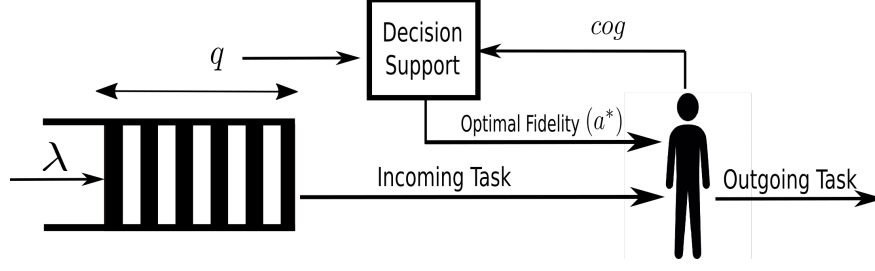 Decision
Support
q
cog
Optimal Fidelity (a*)
λ
Incoming Task
Outgoing Task